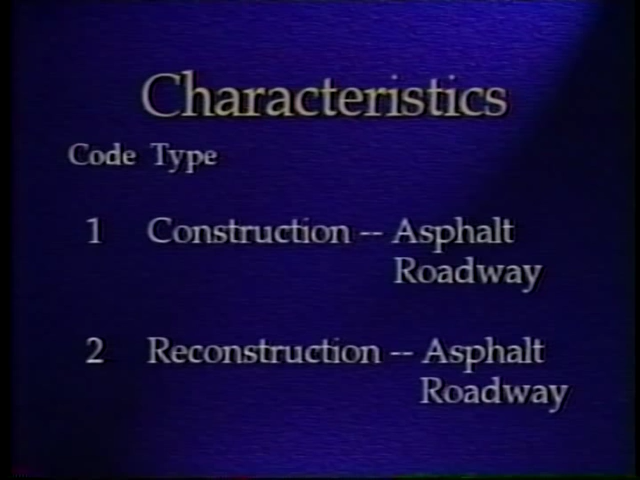 Characteristics
Code Type
1 Construction -- Asphalt
Roadway
2 Reconstruction -- Asphalt
Roadway